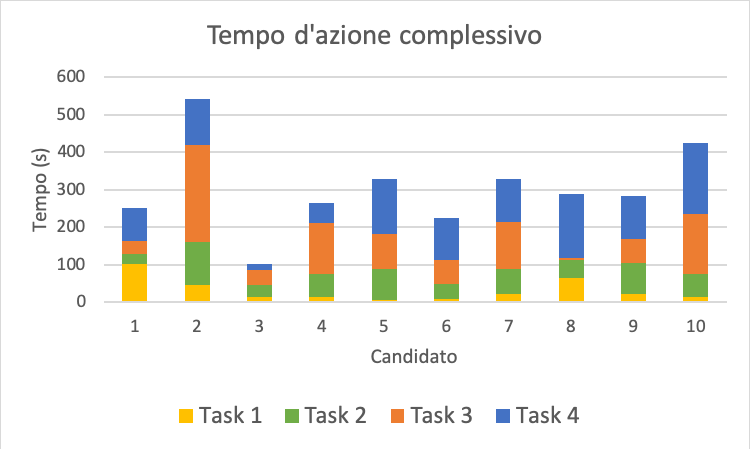 Tempo d'azione complessivo
600
500
400
300
200
100
0
Tempo (s)
1 2 3 4 5 6 7 8 9 10
Candidato
Task 1 Task 2 Task 3 Task 4